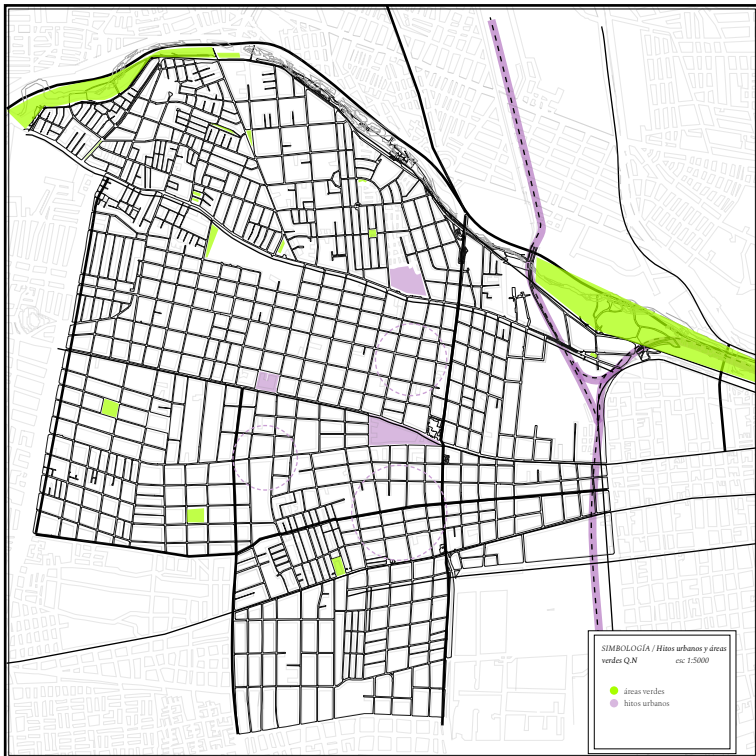 SIMBOLOGÍA / Hitos urbanos y áreas
verdes Q.N esc 1:5000
áreas verdes
hitos urbanos